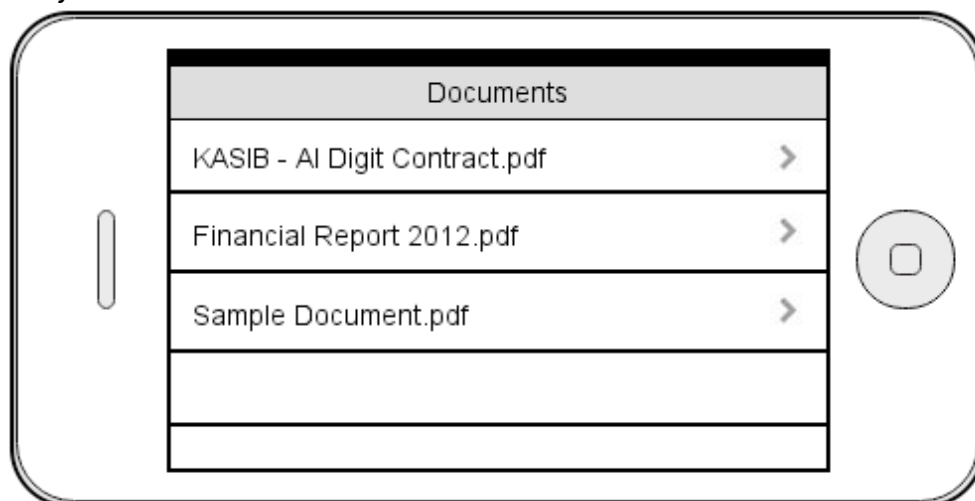 Documents
KASIB - AI Digit Contract.pdf
Financial Report 2012.pdf
Sample Document.pdf